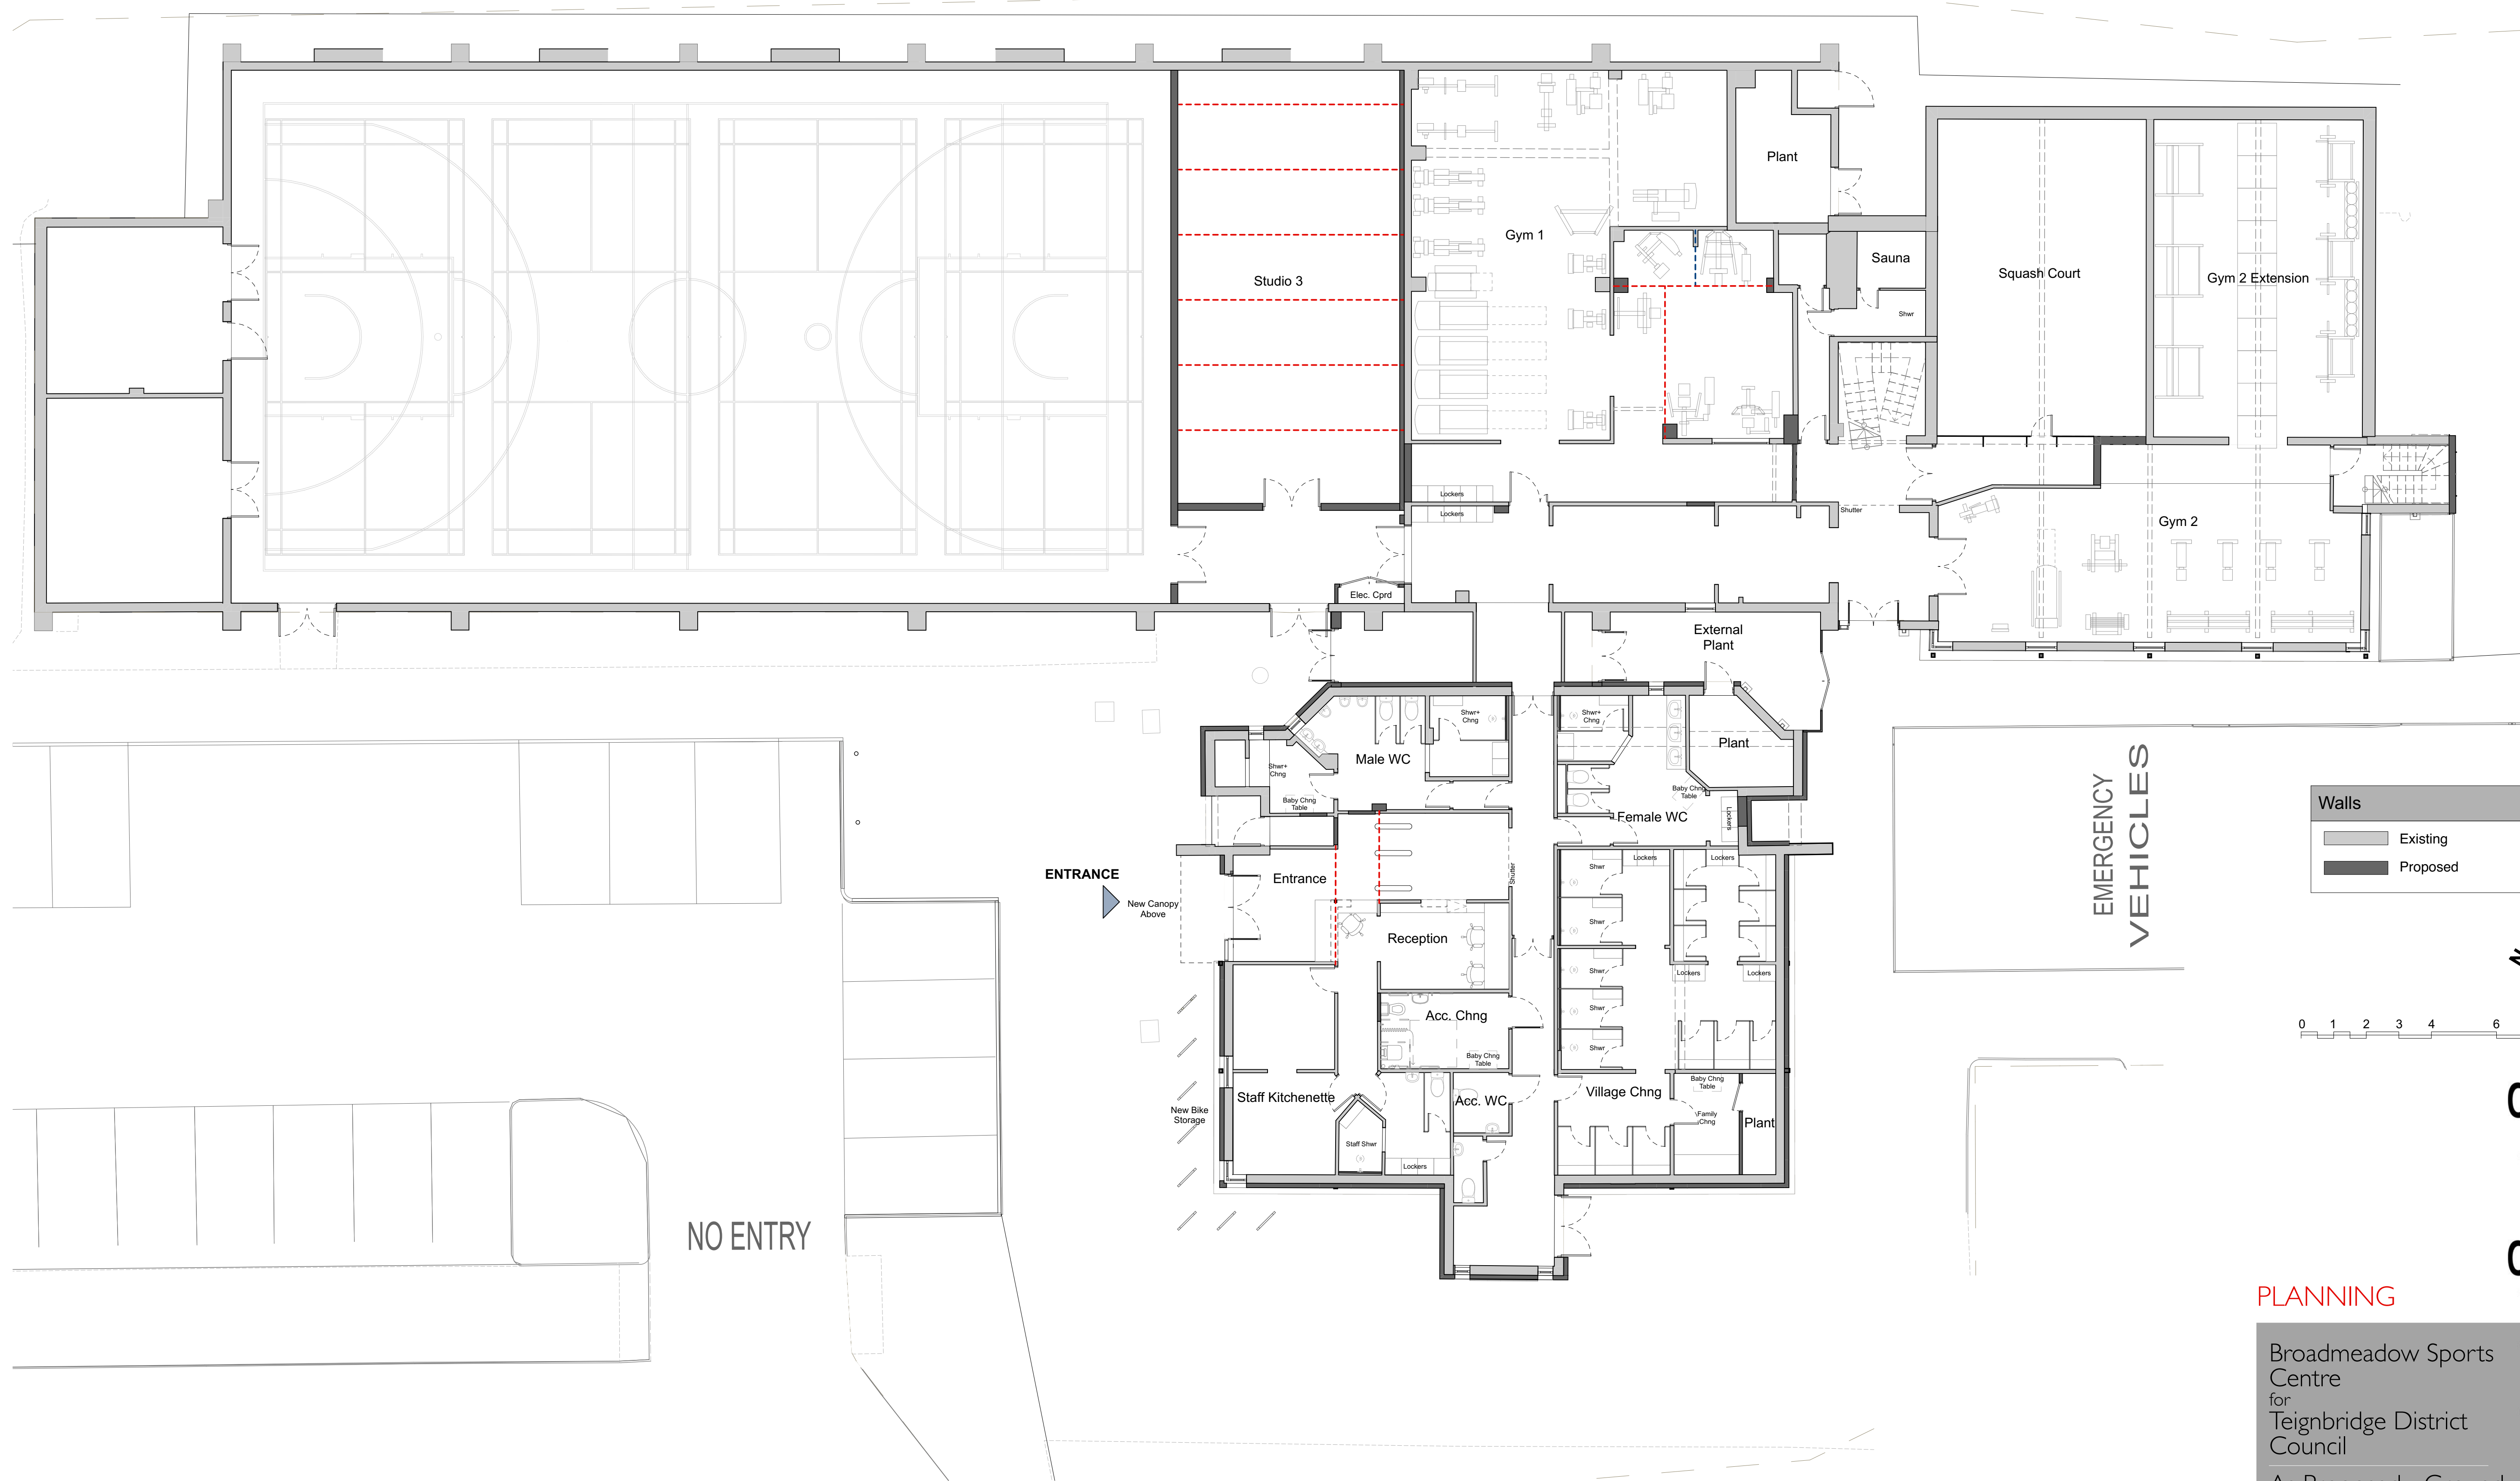 Plant
Sauna
Shwr
Squash Court
Gym 2 Extension
Gym 1
Studio 3
Lockers
Lockers
Shutter
Gym 2
Elec. Cprd
External
Plant
Shwr+
Chng
Shwr+
Chng
Male WC
Plant
Shwr+
Chng
Baby Chng
Table
Baby Chng
Table
Female WC
Lockers
EMERGENCY
VEHICLES
Walls
Existing
Proposed
ENTRANCE
New Canopy
Above
Entrance
Shutter
Shwr
Lockers
Lockers
Shwr
Reception
Shwr
Lockers
Lockers
Shwr
Acc. Chng
Shwr
Baby Chng
Table
0 1 2 3 4 6
New Bike
Storage
Staff Kitchenette
Acc. WC
Village Chng
Baby Chng
Table
Family
Chng
Plant
Staff Shwr
Lockers
NO ENTRY
PLANNING
Broadmeadow Sports
Centre
for
Teignbridge District
Council